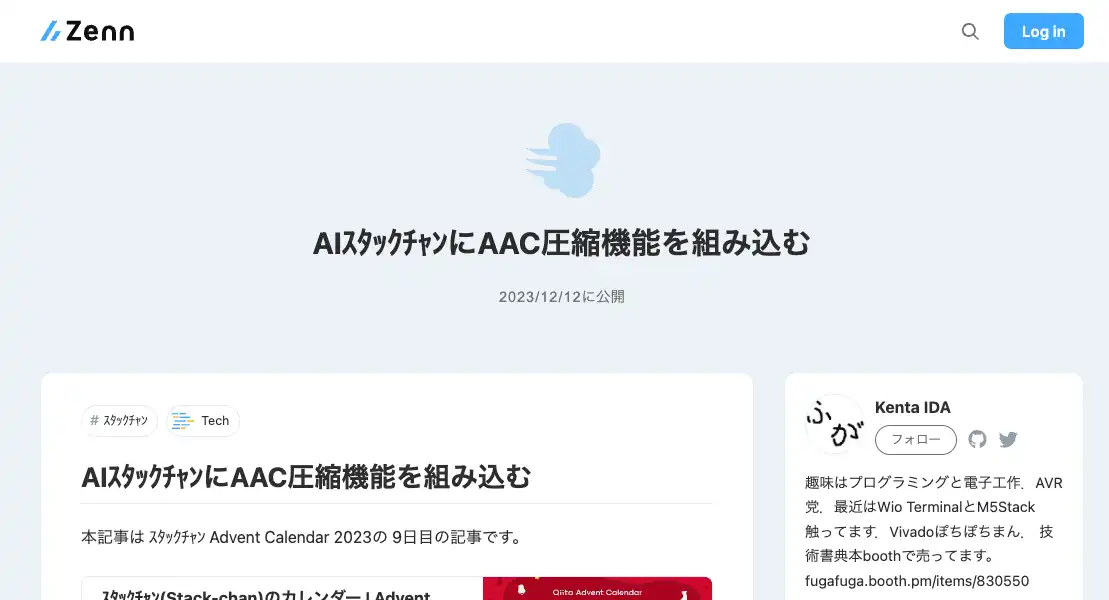 Zenn
Log in
AIｽﾀｯｸﾁｬﾝにAAC圧縮機能を組み込む
2023/12/12に公開
# ｽﾀｯｸﾁｬﾝ
Tech
AIｽﾀｯｸﾁｬﾝにAAC圧縮機能を組み込む
本記事は ｽﾀｯｸﾁｬﾝ Advent Calendar 2023の 9日目の記事です。
ｽﾀｯｸﾁｬﾝ(Stack-chan)のカレンダー | Advent
Qiita Advent Calendar
ふが
Kenta IDA
フォロー
趣味はプログラミングと電子工作．AVR
党．最近はWio TerminalとM5Stack
触ってます．Vivadoぽちぽちまん． 技
術書典本boothで売ってます。
fugafuga.booth.pm/items/830550